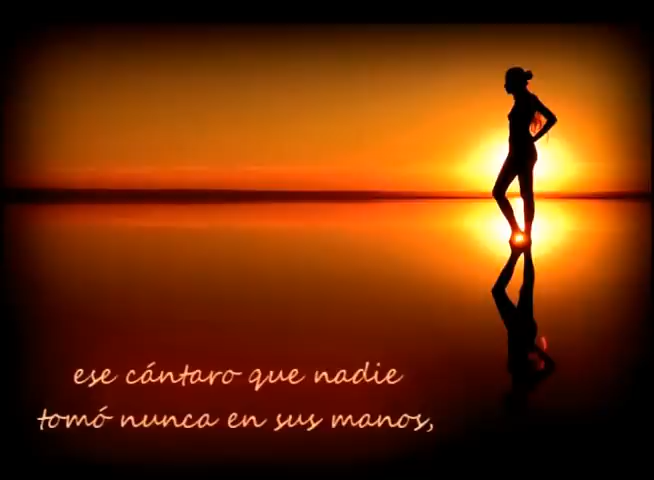 ese cántaro que nadie
tomó nunca en sus manos,